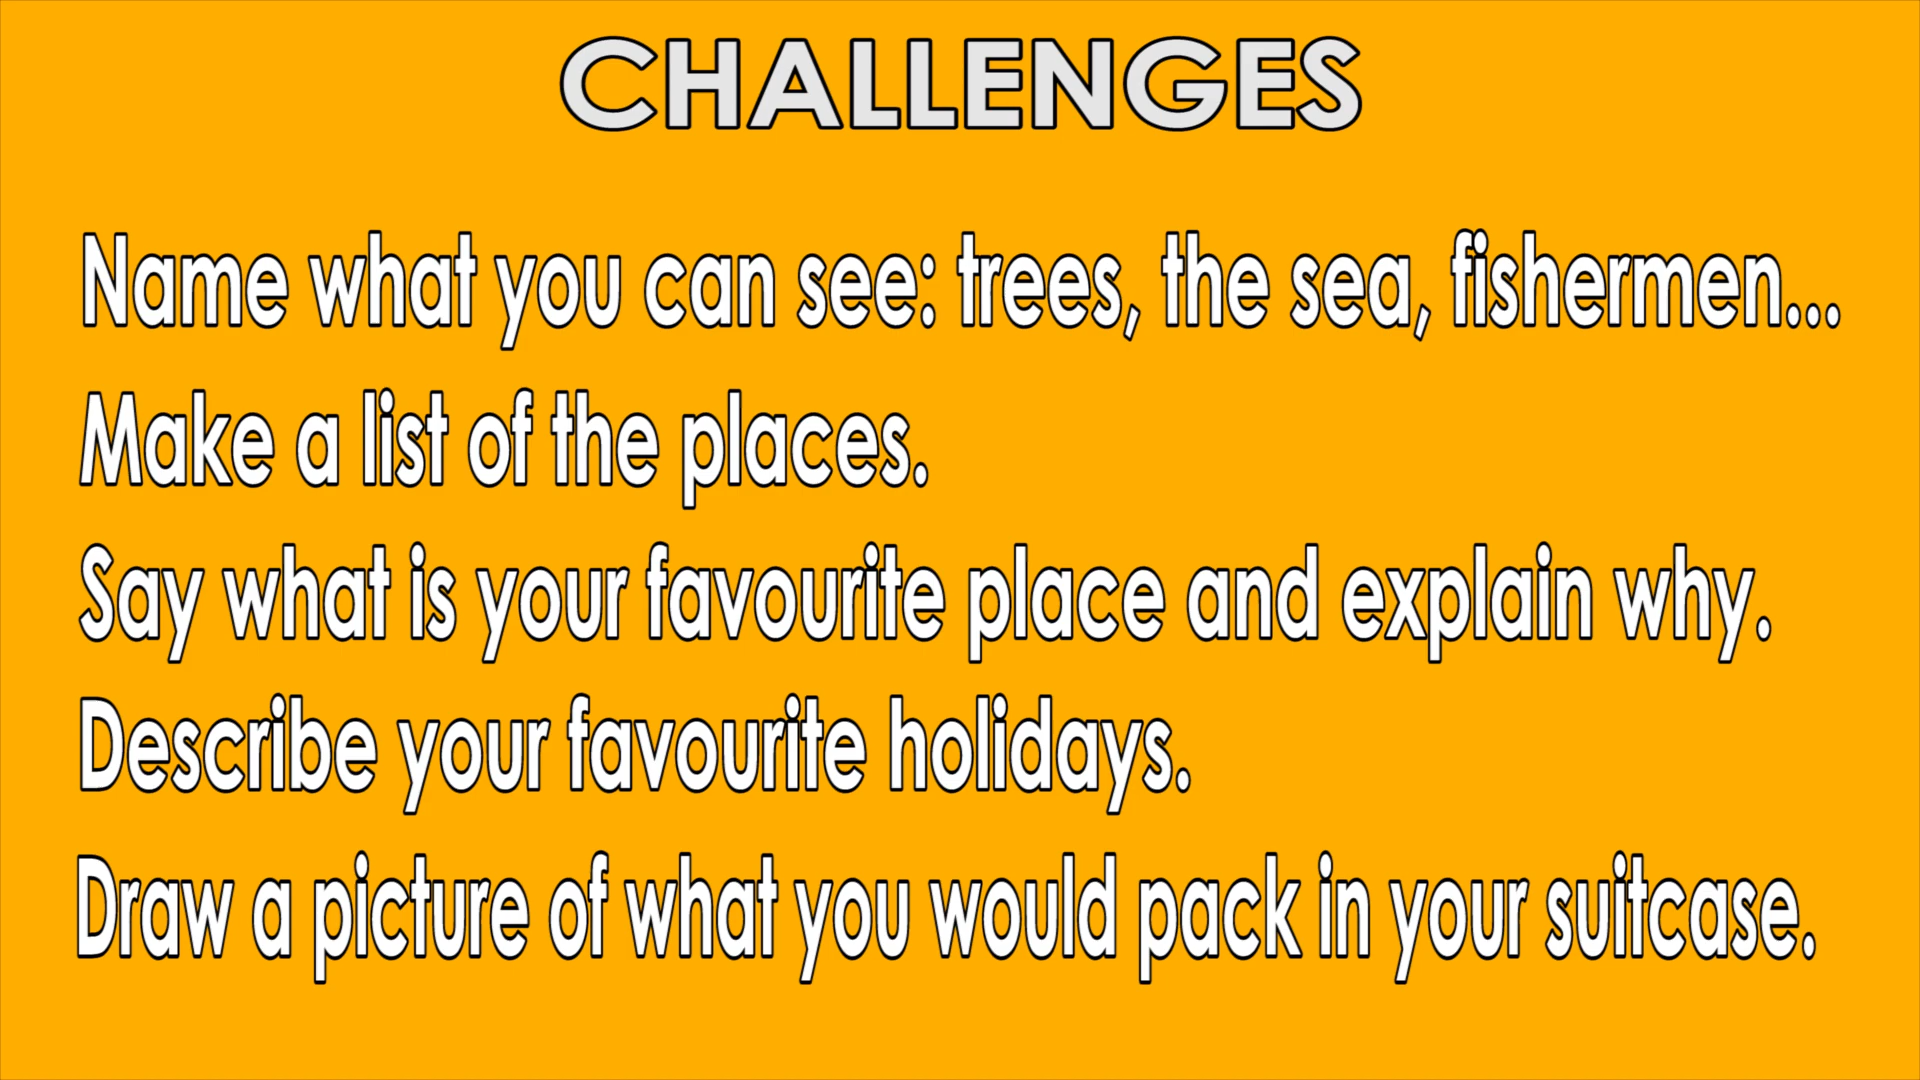 CHALLENGES
Name what you can see: trees, the sea, fishermen...
Make a list of the places.
Say what is your favourite place and explain why.
Describe your favourite holidays.
Draw a picture of what you would pack in your suitcase.